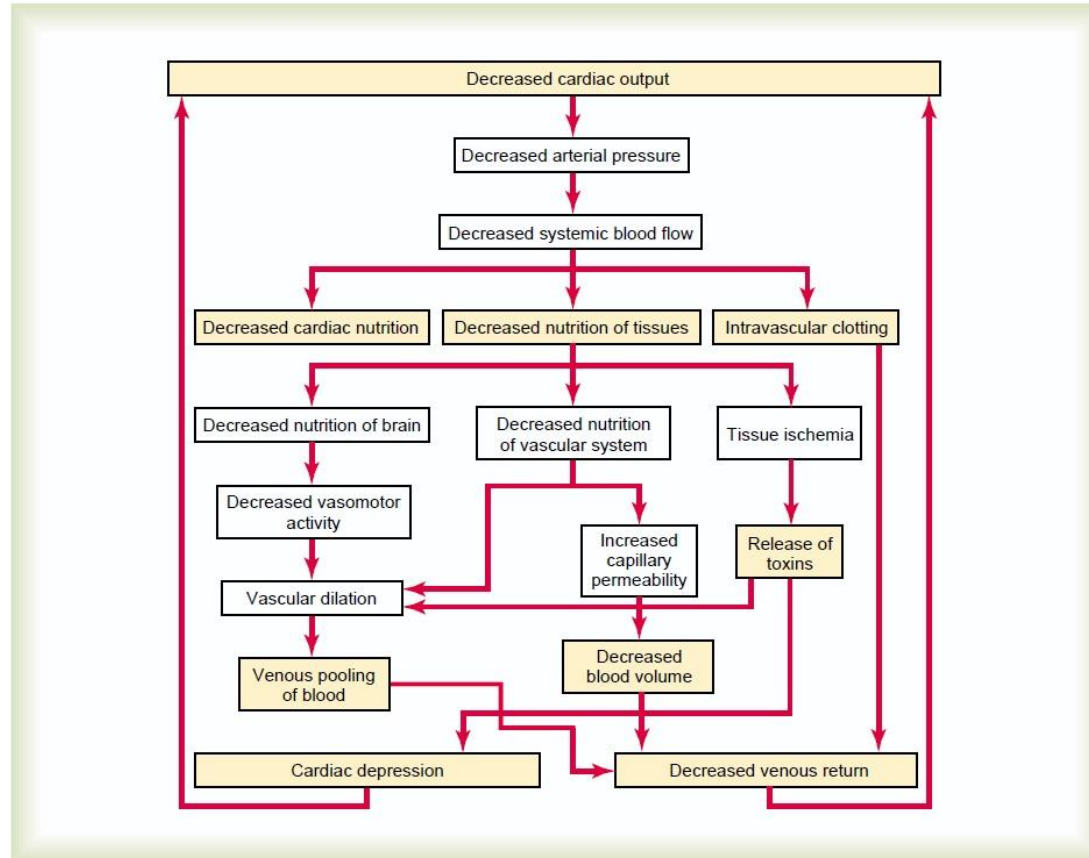 Decreased cardiac output
Decreased arterial pressure
Decreased systemic blood flow
Decreased cardiac nutrition
Decreased nutrition of tissues
Intravascular clotting
Decreased nutrition of brain
Decreased nutrition
of vascular system
Tissue ischemia
Decreased vasomotor
activity
Increased
capillary
permeability
Release of
toxins
Vascular dilation
Venous pooling
of blood
Decreased
blood volume
Cardiac depression
Decreased venous return